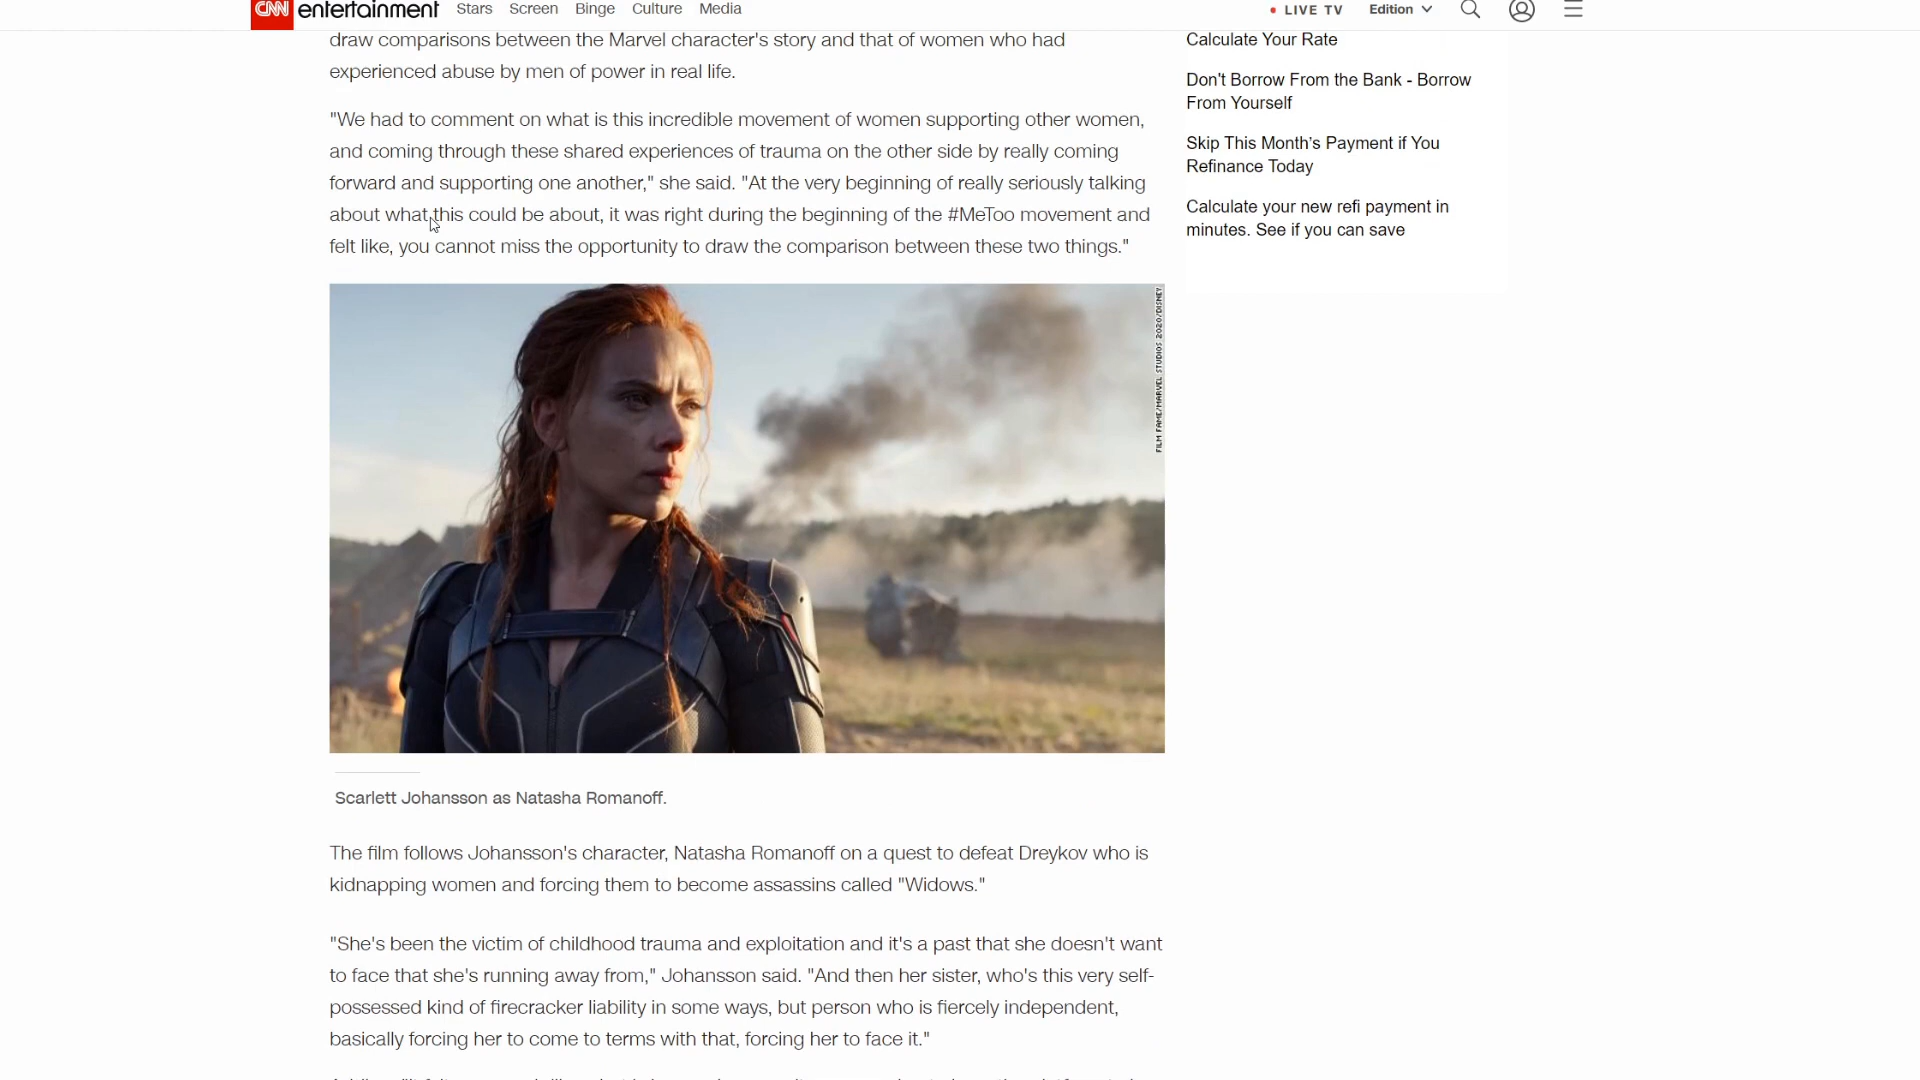 CNN entertainment Stars Screen Binge Culture Media LIVE TV Edition
draw comparisons between the Marvel character's story and that of women who had
experienced abuse by men of power in real life.
"We had to comment on what is this incredible movement of women supporting other women,
and coming through these shared experiences of trauma on the other side by really coming
forward and supporting one another," she said. "At the very beginning of really seriously talking
about what this could be about, it was right during the beginning of the #MeToo movement and
felt like, you cannot miss the opportunity to draw the comparison between these two things."
FILM FAME/MARVEL STUDIOS 2020/DISNEY
Scarlett Johansson as Natasha Romanoff.
The film follows Johansson's character, Natasha Romanoff on a quest to defeat Dreykov who is
kidnapping women and forcing them to become assassins called "Widows."
"She's been the victim of childhood trauma and exploitation and it's a past that she doesn't want
to face that she's running away from," Johansson said. "And then her sister, who's this very self-
possessed kind of firecracker liability in some ways, but person who is fiercely independent,
basically forcing her to come to terms with that, forcing her to face it."
Calculate Your Rate
Don't Borrow From the Bank - Borrow
From Yourself
Skip This Month's Payment if You
Refinance Today
Calculate your new refi payment in
minutes. See if you can save